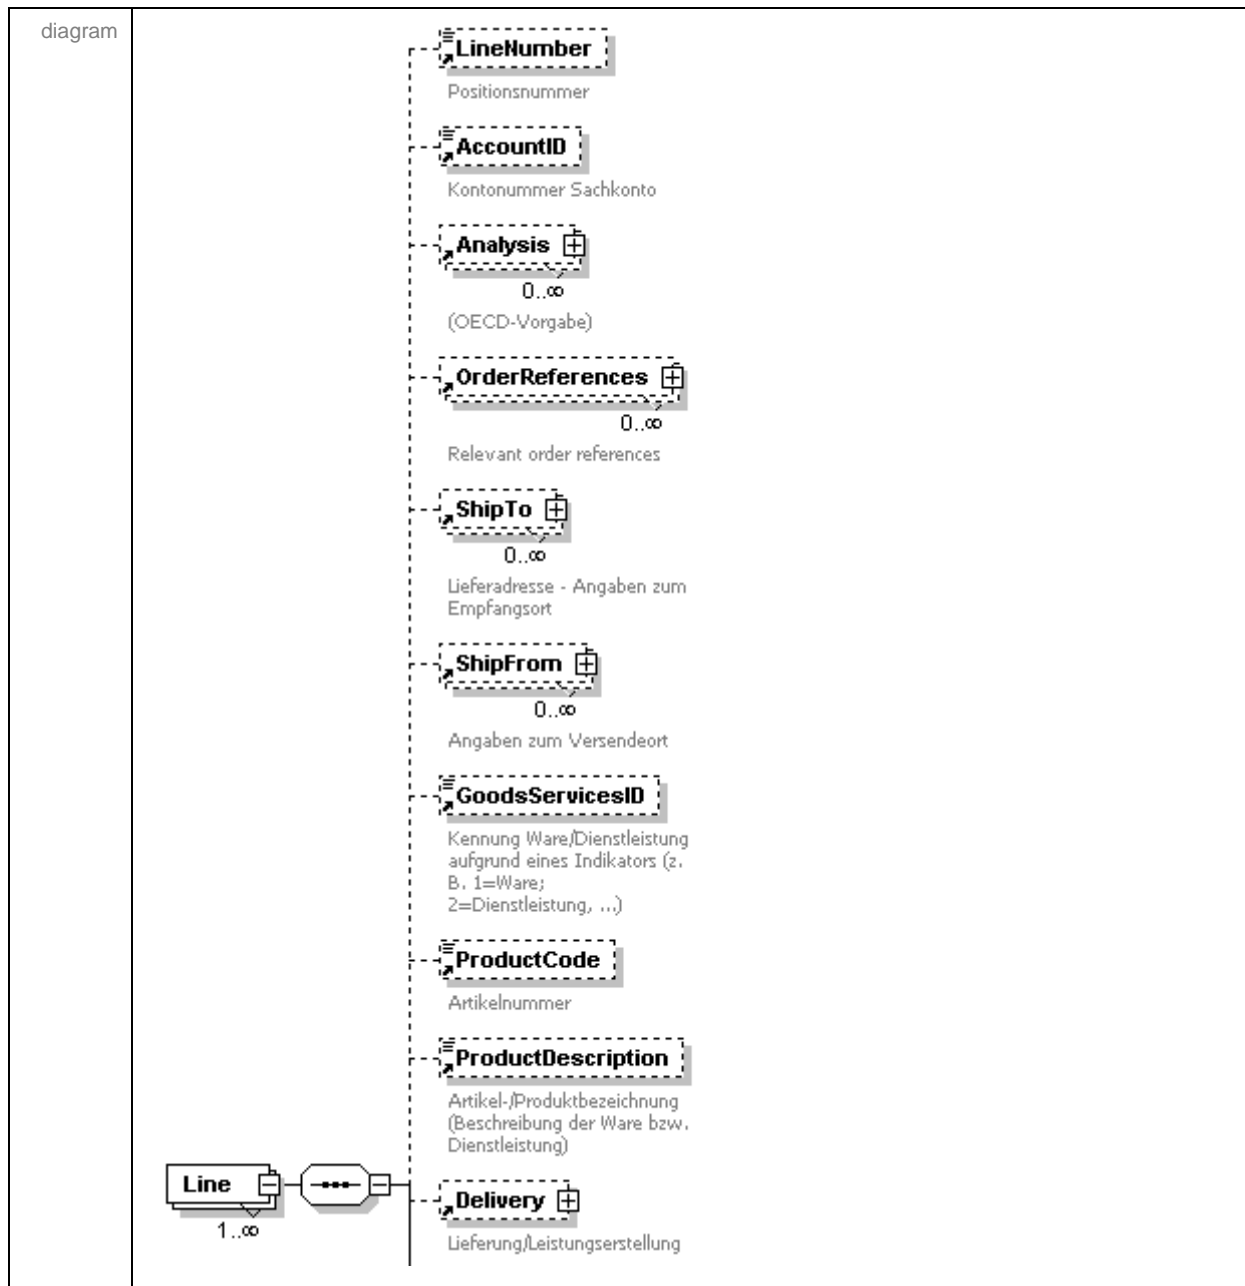 diagram
LineNumber
Positionsnummer
AccountID
Kontonummer Sachkonto
Analysis
0..∞
(OECD-Vorgabe)
OrderReferences
0..∞
Relevant order references
ShipTo
0..∞
Lieferadresse - Angaben zum
Empfangsort
ShipFrom
0..∞
Angaben zum Versendeort
GoodsServicesID
Kennung Ware/Dienstleistung
aufgrund eines Indikators (z.
B. 1=Ware;
2=Dienstleistung, ...)
ProductCode
Artikelnummer
ProductDescription
Artikel-/Produktbezeichnung
(Beschreibung der Ware bzw.
Dienstleistung)
Line
1..∞
Delivery
Lieferung/Leistungserstellung